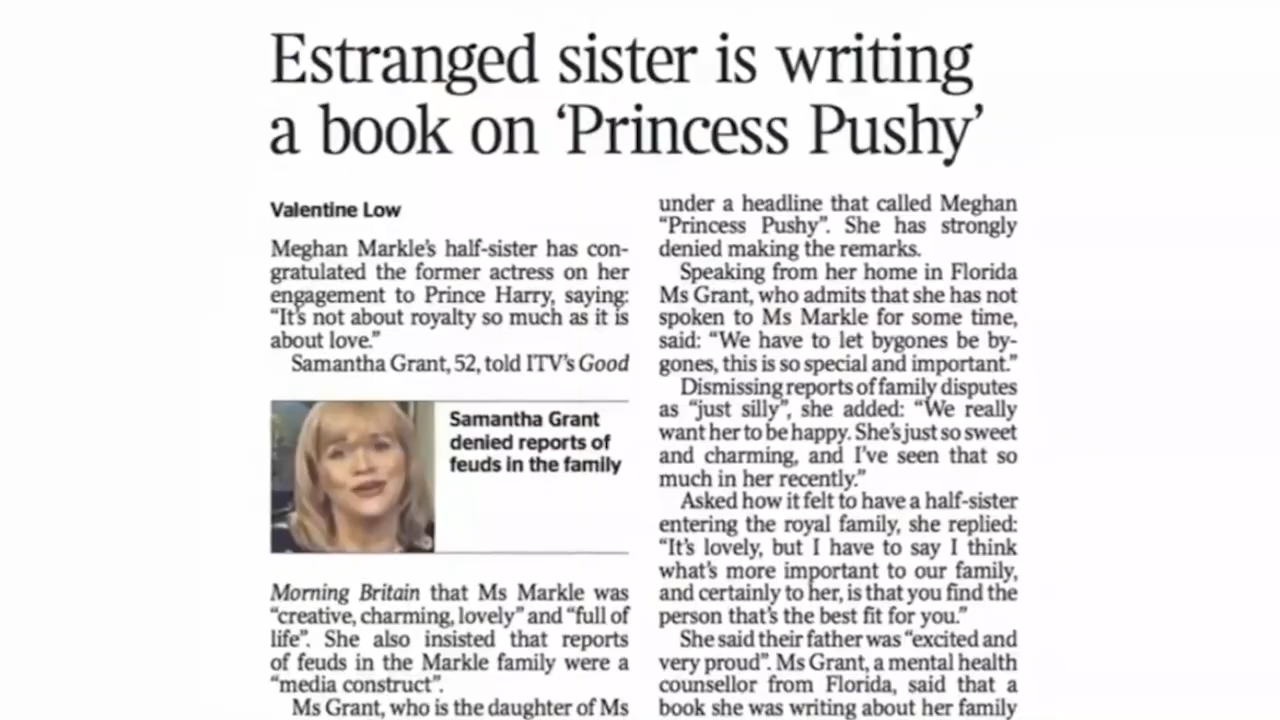 Estranged sister is writing
a book on ‘Princess Pushy’
Valentine Low
Meghan Markle’s half-sister has con-
gratulated the former actress on her
engagement to Prince Harry, saying:
“It’s not about royalty so much as it is
about love.”
Samantha Grant, 52, told ITV’s Good
Samantha Grant
denied reports of
feuds in the family
Morning Britain that Ms Markle was
“creative, charming, lovely” and “full of
life”. She also insisted that reports
of feuds in the Markle family were a
“media construct”.
Ms Grant, who is the daughter of Ms
under a headline that called Meghan
“Princess Pushy”. She has strongly
denied making the remarks.
Speaking from her home in Florida
Ms Grant, who admits that she has not
spoken to Ms Markle for some time,
said: “We have to let bygones be by-
gones, this is so special and important.”
Dismissing reports of family disputes
as “just silly”, she added: “We really
want her to be happy. She’s just so sweet
and charming, and I’ve seen that so
much in her recently.”
Asked how it felt to have a half-sister
entering the royal family, she replied:
“It’s lovely, but I have to say I think
what’s more important to our family,
and certainly to her, is that you find the
person that’s the best fit for you.”
She said their father was “excited and
very proud”. Ms Grant, a mental health
counsellor from Florida, said that a
book she was writing about her family